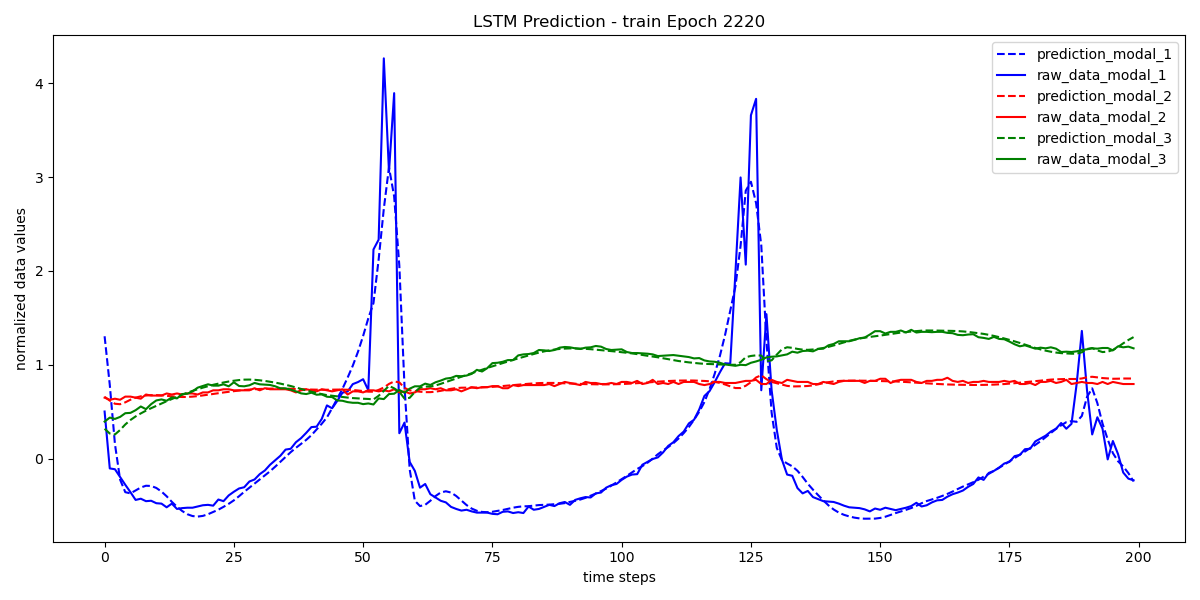 LSTM Prediction - train Epoch 2220
prediction_modal_1
raw_data_modal_1
prediction_modal_2
raw_data_modal_2
prediction_modal_3
raw_data_modal_3
normalized data values
4
3
2
1
0
0 25 50 75 100 125 150 175 200
time steps